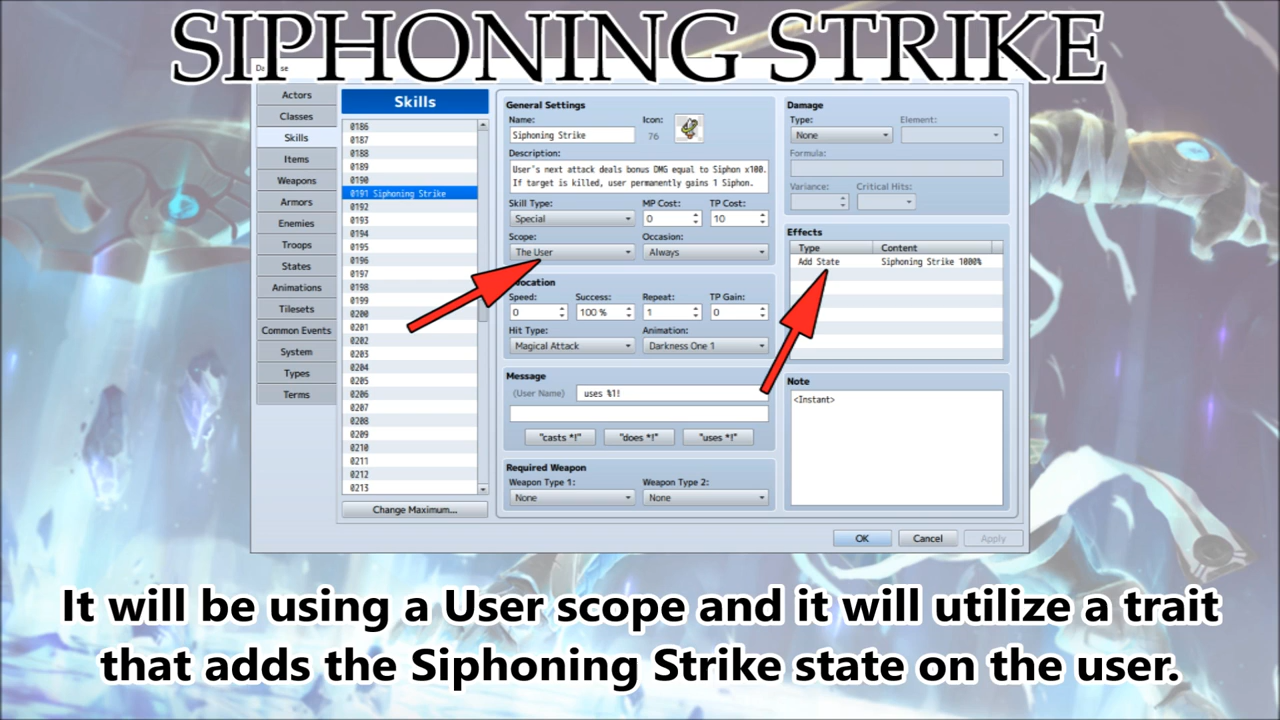 SIPHONING STRIKE
Actors
Classes
Skills
Items
Weapons
Armors
Enemies
Troops
States
Animations
Tilesets
Common Events
System
Types
Terms
Skills
0186
0187
0188
0189
0190
0191 Siphoning Strike
0192
0193
0194
0195
0196
0197
0198
0199
0200
0201
0202
0203
0204
0205
0206
0207
0208
0209
0210
0211
0212
0213
Change Maximum...
General Settings
Name: Icon:
Siphoning Strike 76
Description:
User's next attack deals bonus DMG equal to Siphon x100.
If target is killed, user permanently gains 1 Siphon.
Skill Type: MP Cost: TP Cost:
Special 0 10
Scope: Occasion:
The User Always
Speed: Success: Repeat: TP Gain:
0 100 % 1 0
Hit Type: Animation:
Magical Attack Darkness One 1
Message
(User Name) uses %1!
"casts *!" "does *!" "uses *!"
Required Weapon
Weapon Type 1: Weapon Type 2:
None None
Damage
Type: Element:
None
Formula:
Variance: Critical Hits:
Effects
Type Content
Add State Siphoning Strike 1000%
Note
<Instant>
OK Cancel Apply
It will be using a User scope and it will utilize a trait
that adds the Siphoning Strike state on the user.